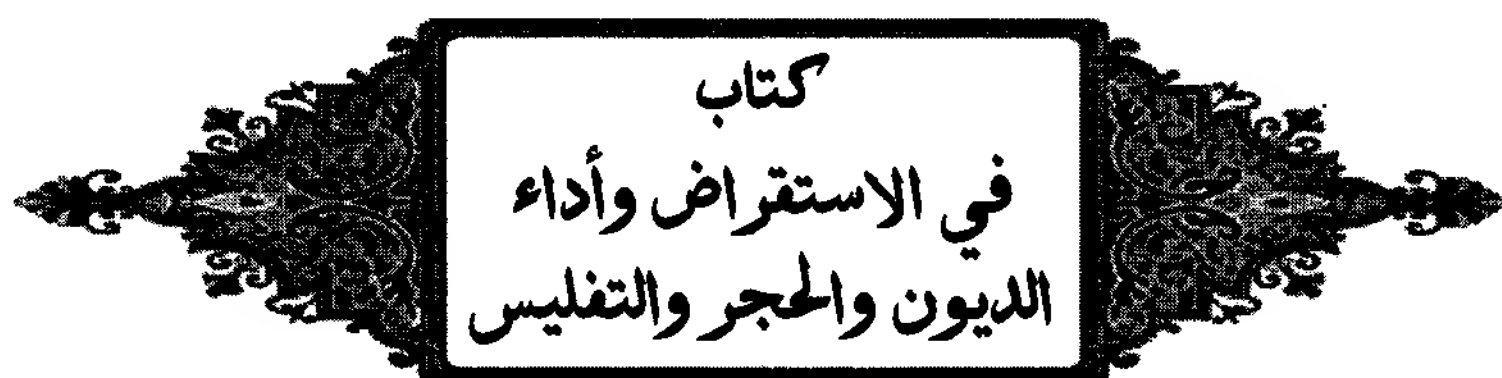 كتاب
في الاستقراض وأداء
الديون والحجر والتفليس